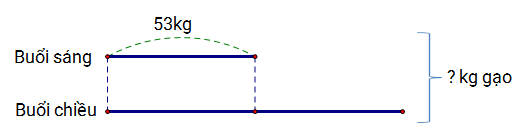 53kg
Buổi sáng
? kg gạo
Buổi chiều